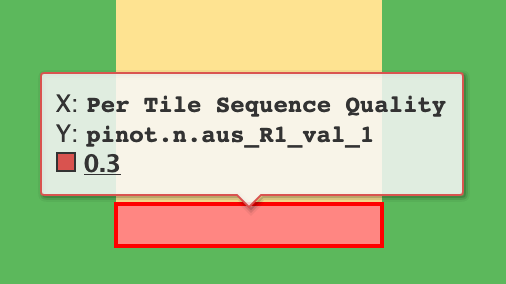 X: Per Tile Sequence Quality
Y: pinot.n.aus_R1_val_1
0.3